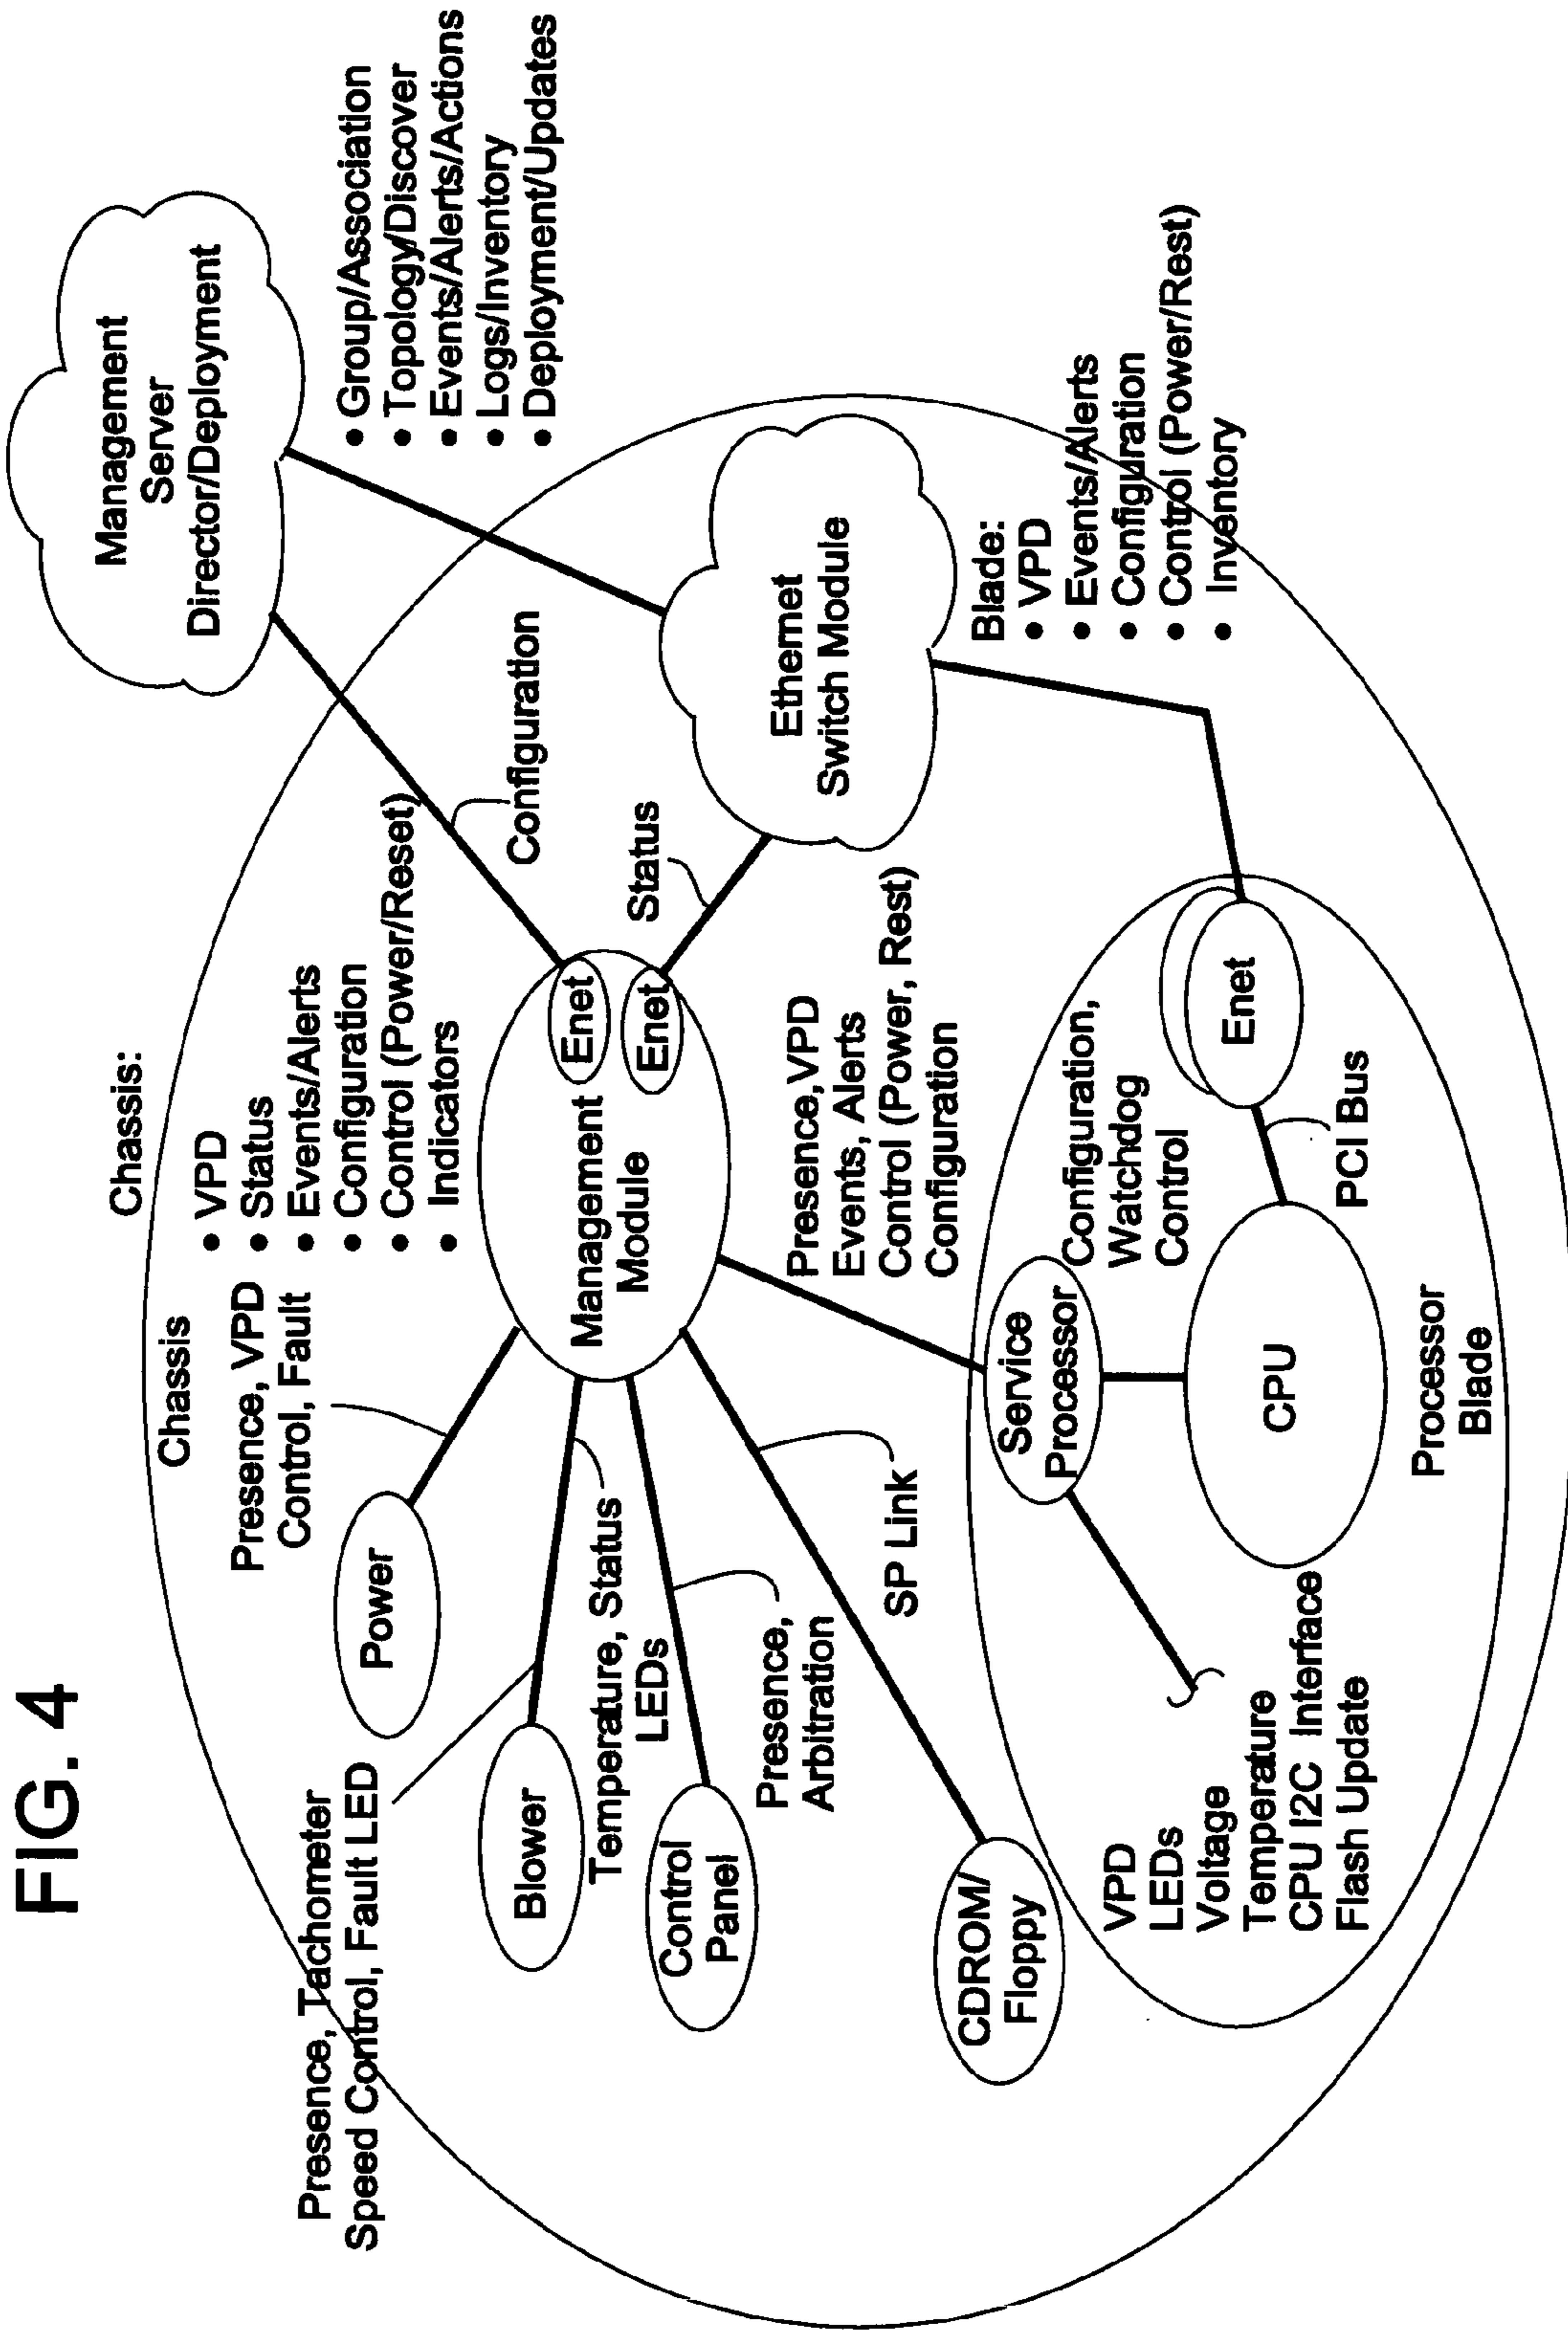 FIG. 4
Management
Server
Director/Deployment
• Group/Association
• Topology/Discover
• Events/Alerts/Actions
• Logs/Inventory
• Deployment/Updates
Chassis:
• VPD
• Status
• Events/Alerts
• Configuration
• Control (Power/Reset)
• Indicators
Chassis
Presence, VPD
Control, Fault
Power
Presence, Tachometer
Speed Control, Fault LED
Blower
Temperature, Status
LEDs
Control
Panel
Presence,
Arbitration
CDROM/
Floppy
SP Link
Management
Module
Enet
Enet
Configuration
Status
Ethernet
Switch Module
Blade:
• VPD
• Events/Alerts
• Configuration
• Control (Power/Rest)
• Inventory
Presence, VPD
Events, Alerts
Control (Power, Rest)
Configuration
Service
Processor
Configuration,
Watchdog
Control
Enet
PCI Bus
CPU
VPD
LEDs
Voltage
Temperature
CPU I2C Interface
Flash Update
Processor
Blade